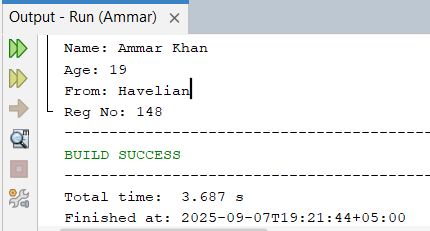 Output - Run (Ammar) ×
Name: Ammar Khan
Age: 19
From: Havelian
Reg No: 148
------------------------------------------
BUILD SUCCESS
------------------------------------------
Total time:  3.687 s
Finished at: 2025-09-07T19:21:44+05:00